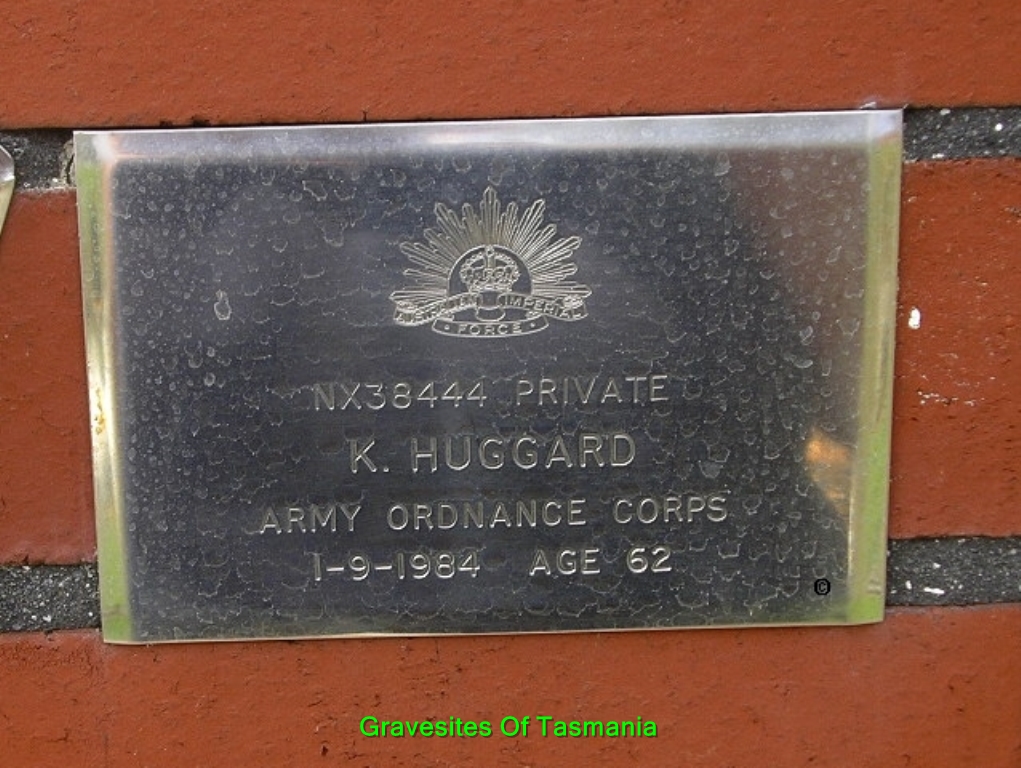 AUSTRALIAN IMPERIAL
FORCE
NX38444 PRIVATE
K. HUGGARD
ARMY ORDNANCE CORPS
1-9-1984 AGE 62
©
Gravesites Of Tasmania